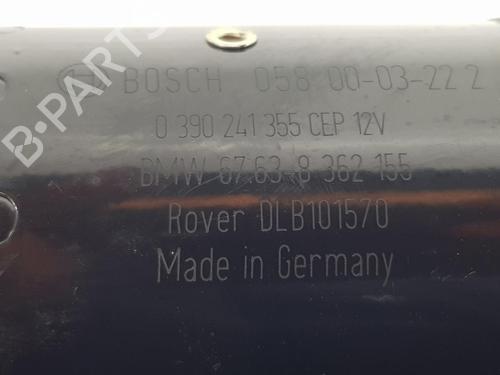 B-PARTS
BOSCH 058 00-03-22 2
0 390 241 355 CEP 12V
BMW 67.63-8 362 155
Rover DLB101570
Made in Germany